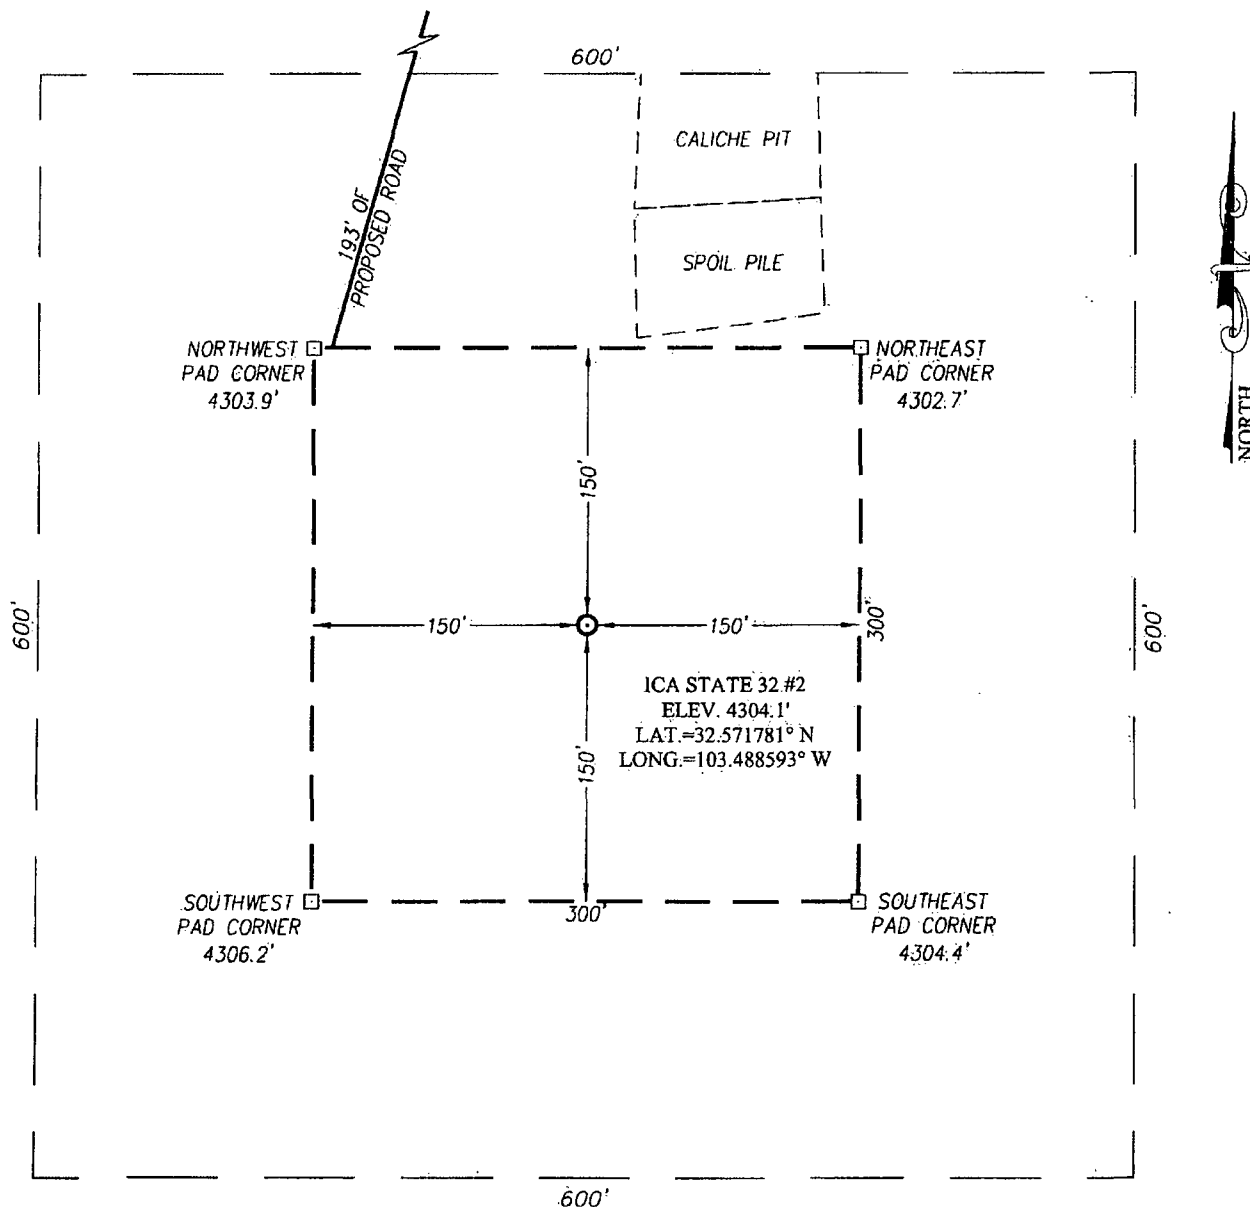 600'
CALICHE PIT
193' OF
PROPOSED ROAD
SPOIL PILE
NORTH
NORTHWEST
PAD CORNER
4303.9'
NORTHEAST
PAD CORNER
4302.7'
150'
600'
150'
150'
300'
600'
ICA STATE 32 #2
ELEV. 4304.1'
LAT.=32.571781° N
LONG.=103.488593° W
150'
SOUTHWEST
PAD CORNER
4306.2'
300'
SOUTHEAST
PAD CORNER
4304.4'
600'